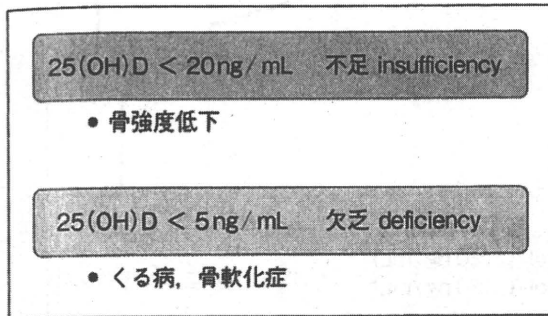 25(OH)D < 20ng/mL 不足 insufficiency
• 骨強度低下
25(OH)D < 5ng/mL 欠乏 deficiency
• くる病，骨軟化症